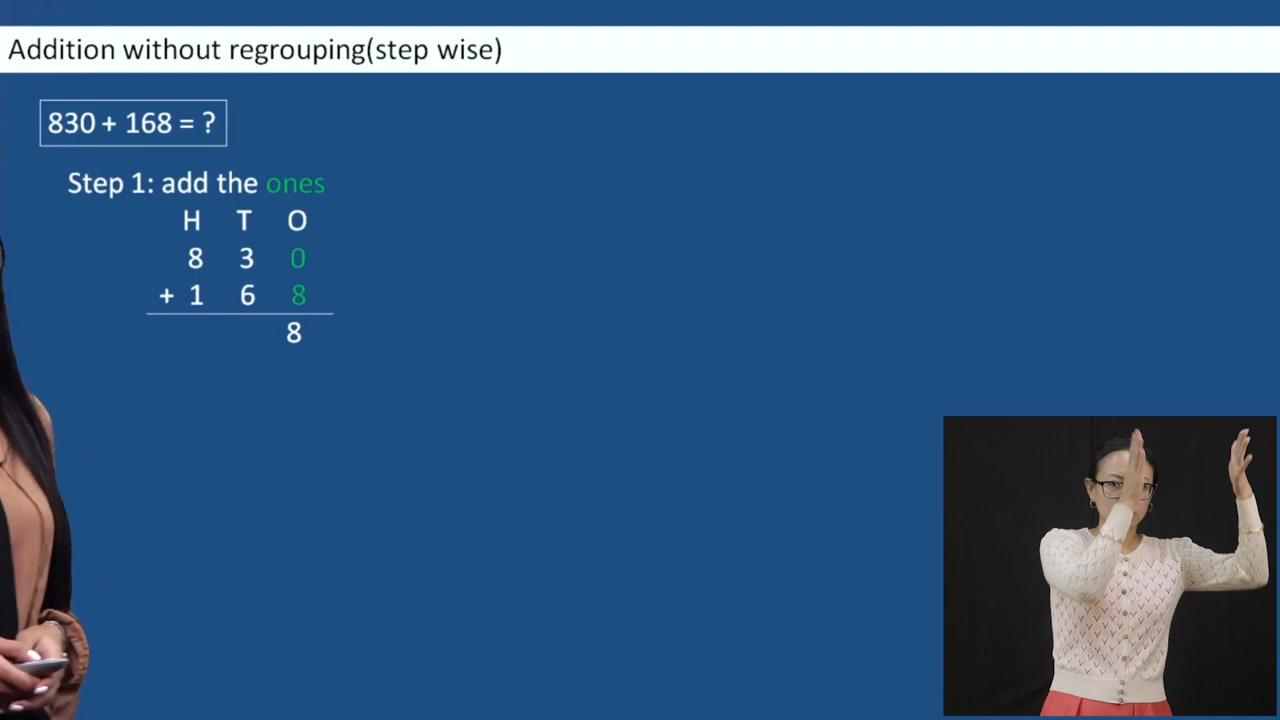 Addition without regrouping(step wise)
830 + 168 = ?
Step 1: add the ones
H T O
8 3 0
+ 1 6 8
8